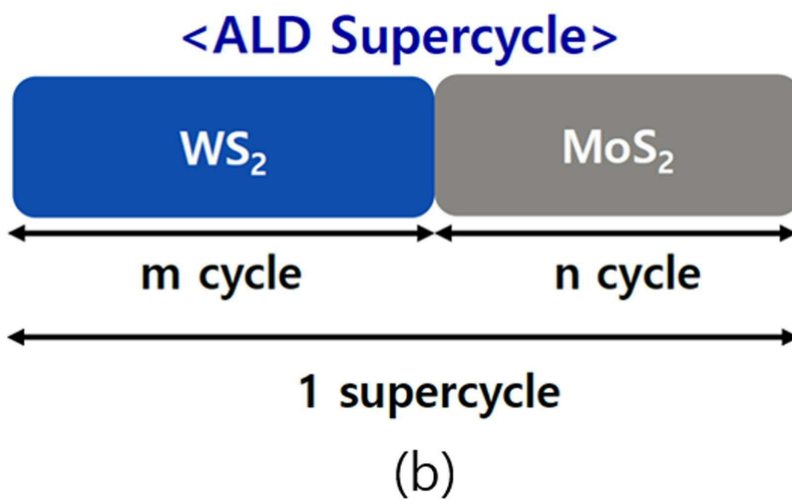 <ALD Supercycle>
WS₂ MoS₂
m cycle n cycle
1 supercycle
(b)